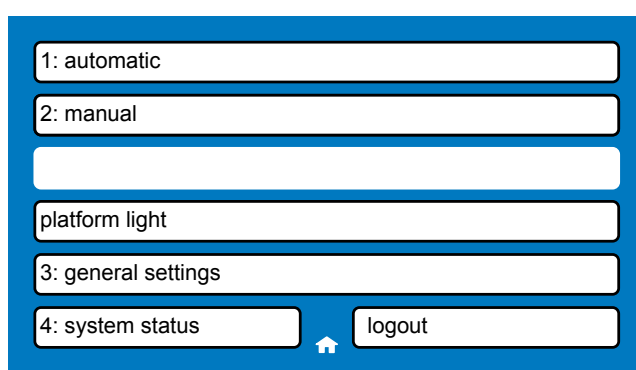 1: automatic
2: manual
platform light
3: general settings
4: system status
logout